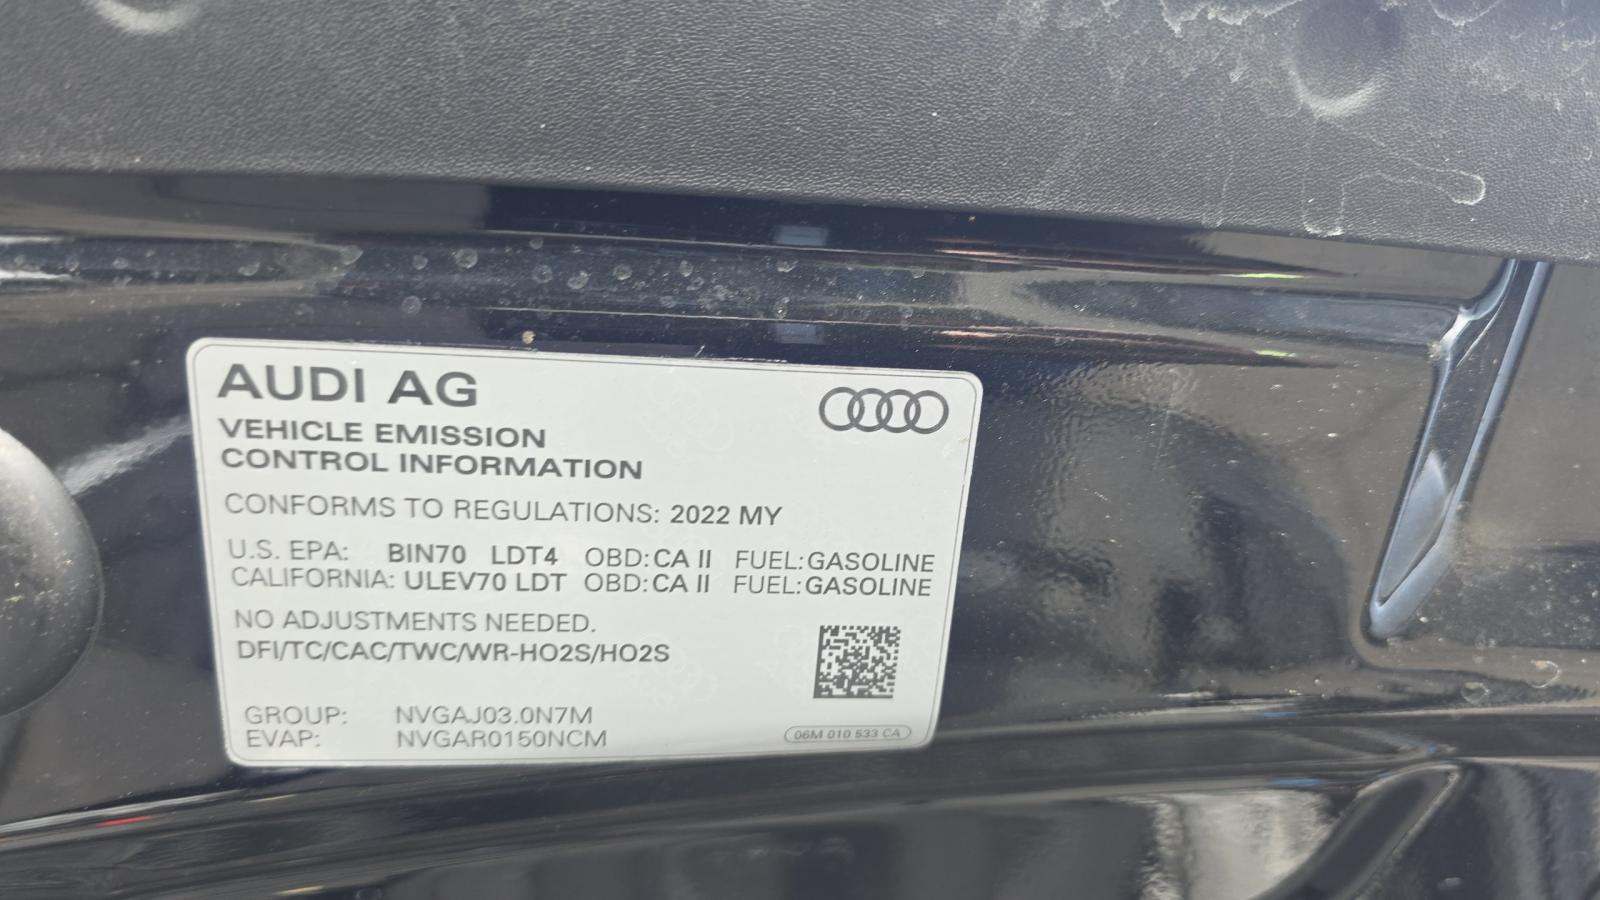 AUDI AG
VEHICLE EMISSION
CONTROL INFORMATION
CONFORMS TO REGULATIONS: 2022 MY
U.S. EPA: BIN70 LDT4 OBD:CA II FUEL:GASOLINE
CALIFORNIA: ULEV70 LDT OBD:CA II FUEL:GASOLINE
NO ADJUSTMENTS NEEDED.
DFI/TC/CAC/TWC/WR-HO2S/HO2S
GROUP: NVGAJ03.0N7M
EVAP: NVGAR0150NCM
06M 010 533 CA